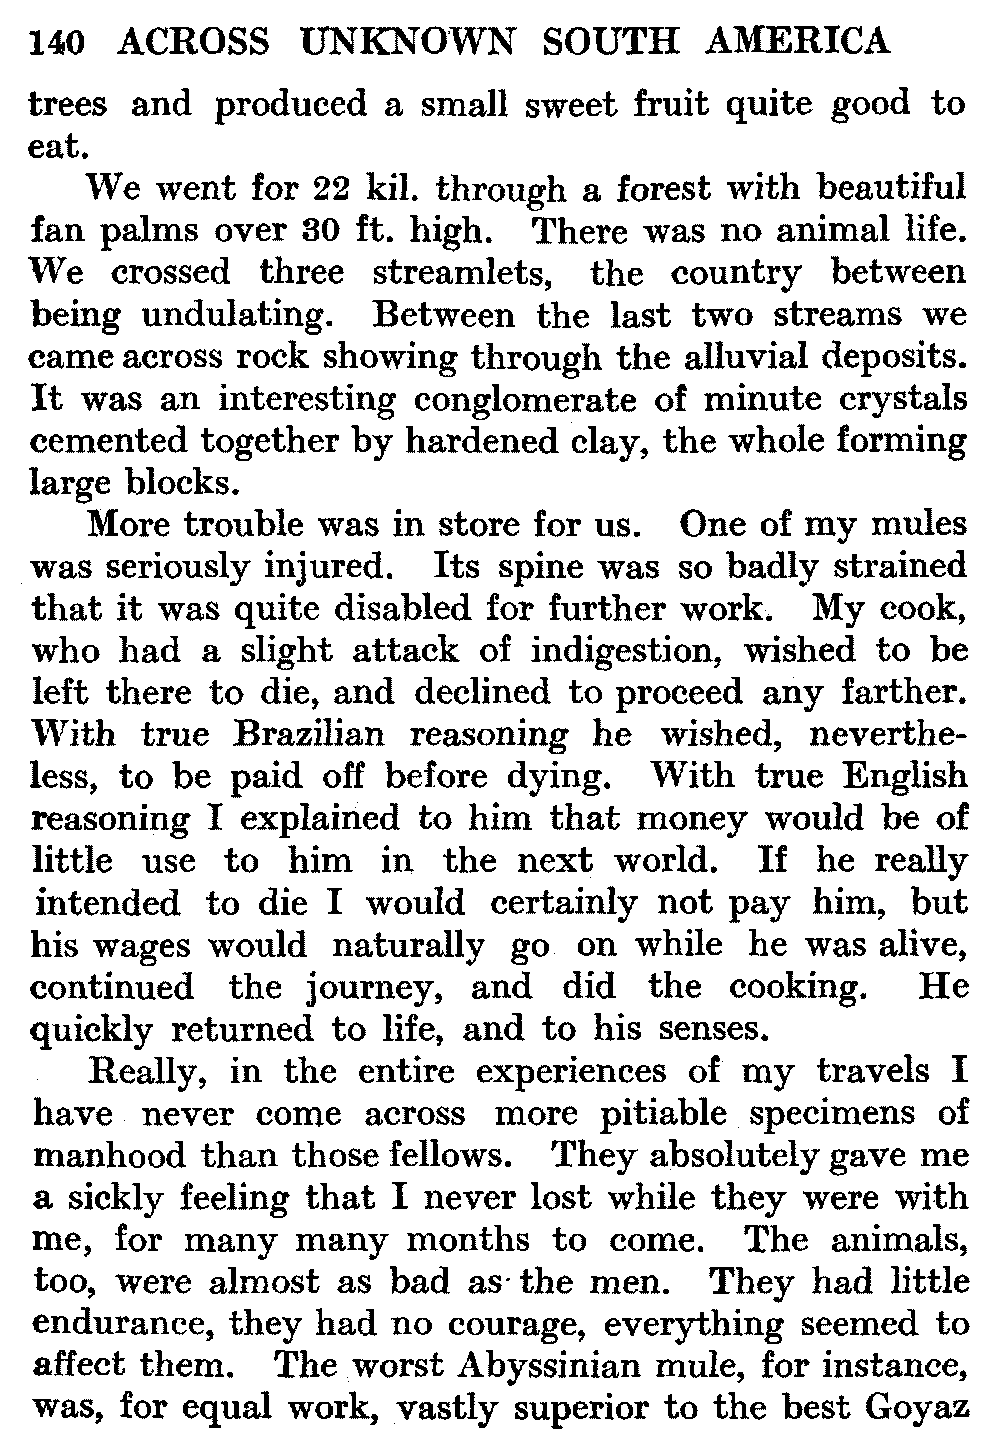 140 ACROSS UNKNOWN SOUTH AMERICA
trees and produced a small sweet fruit quite good to
eat.
We went for 22 kil. through a forest with beautiful
fan palms over 30 ft. high. There was no animal life.
We crossed three streamlets, the country between
being undulating. Between the last two streams we
came across rock showing through the alluvial deposits.
It was an interesting conglomerate of minute crystals
cemented together by hardened clay, the whole forming
large blocks.
More trouble was in store for us. One of my mules
was seriously injured. Its spine was so badly strained
that it was quite disabled for further work. My cook,
who had a slight attack of indigestion, wished to be
left there to die, and declined to proceed any farther.
With true Brazilian reasoning he wished, neverthe-
less, to be paid off before dying. With true English
reasoning I explained to him that money would be of
little use to him in the next world. If he really
intended to die I would certainly not pay him, but
his wages would naturally go on while he was alive,
continued the journey, and did the cooking. He
quickly returned to life, and to his senses.
Really, in the entire experiences of my travels I
have never come across more pitiable specimens of
manhood than those fellows. They absolutely gave me
a sickly feeling that I never lost while they were with
me, for many many months to come. The animals,
too, were almost as bad as the men. They had little
endurance, they had no courage, everything seemed to
affect them. The worst Abyssinian mule, for instance,
was, for equal work, vastly superior to the best Goyaz